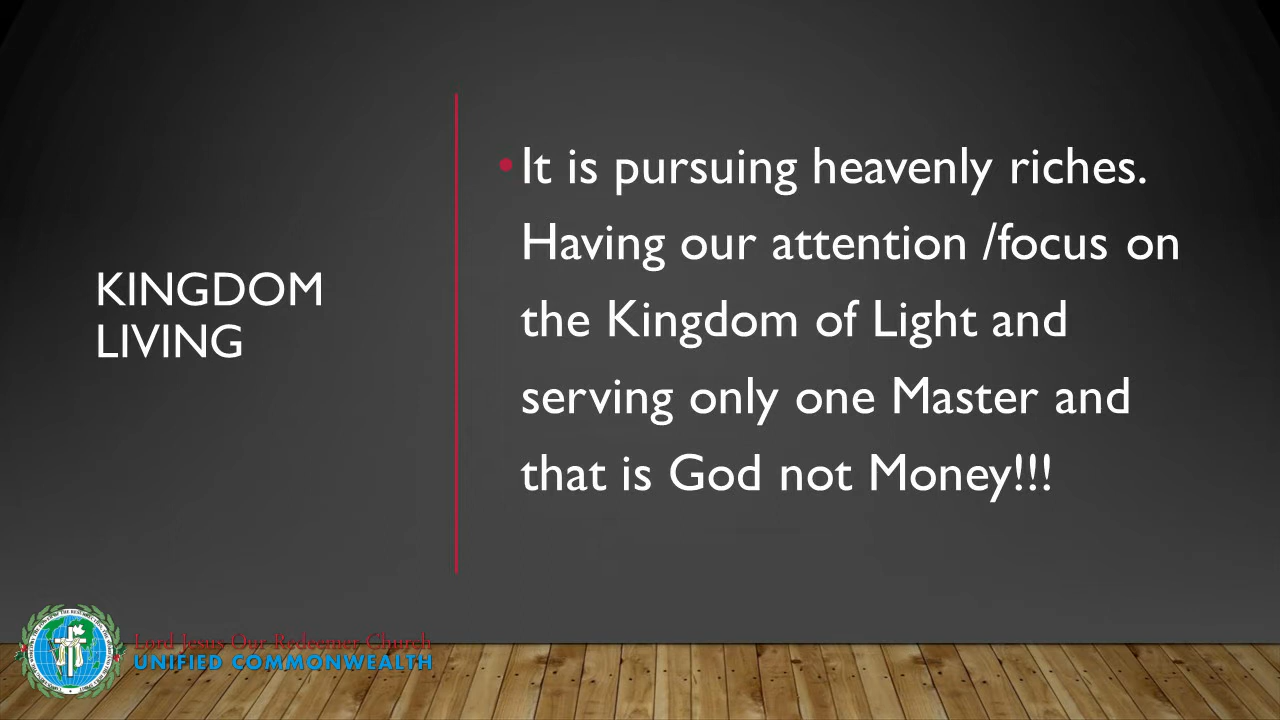 KINGDOM
LIVING
• It is pursuing heavenly riches.
Having our attention /focus on
the Kingdom of Light and
serving only one Master and
that is God not Money!!!
Lord Jesus Our Redeemer Church
UNIFIED COMMONWEALTH